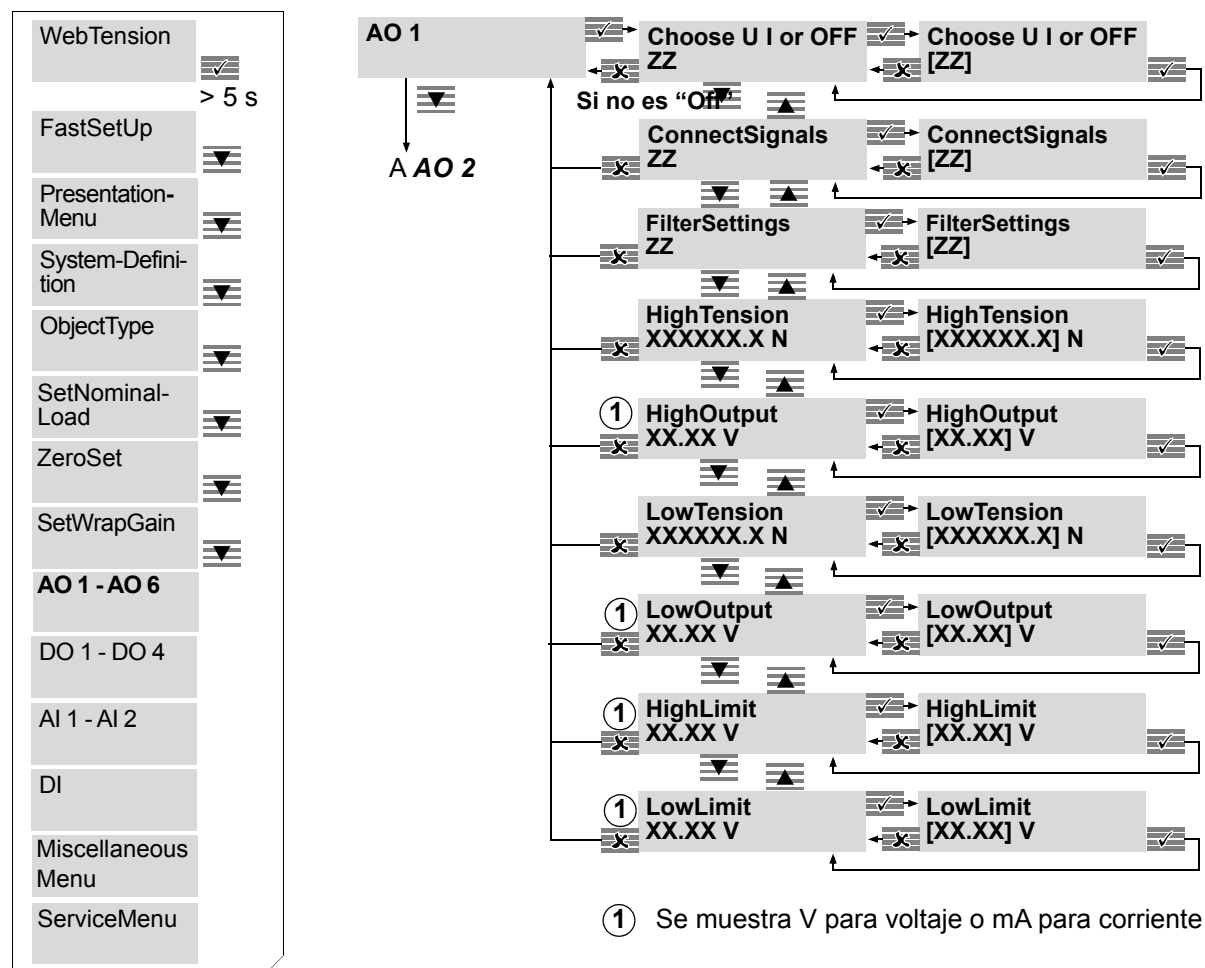 WebTension
> 5 s
FastSetUp
Presentation-
Menu
System-Defini-
tion
ObjectType
SetNominal-
Load
ZeroSet
SetWrapGain
AO 1 - AO 6
DO 1 - DO 4
AI 1 - AI 2
DI
Miscellaneous
Menu
ServiceMenu
AO 1
A AO 2
Choose U I or OFF
ZZ
Choose U I or OFF
[ZZ]
Si no es “Off”
ConnectSignals
ZZ
ConnectSignals
[ZZ]
FilterSettings
ZZ
FilterSettings
[ZZ]
HighTension
XXXXXX.X N
HighTension
[XXXXXX.X] N
1 HighOutput
XX.XX V
HighOutput
[XX.XX] V
LowTension
XXXXXX.X N
LowTension
[XXXXXX.X] N
1 LowOutput
XX.XX V
LowOutput
[XX.XX] V
1 HighLimit
XX.XX V
HighLimit
[XX.XX] V
1 LowLimit
XX.XX V
LowLimit
[XX.XX] V
1 Se muestra V para voltaje o mA para corriente